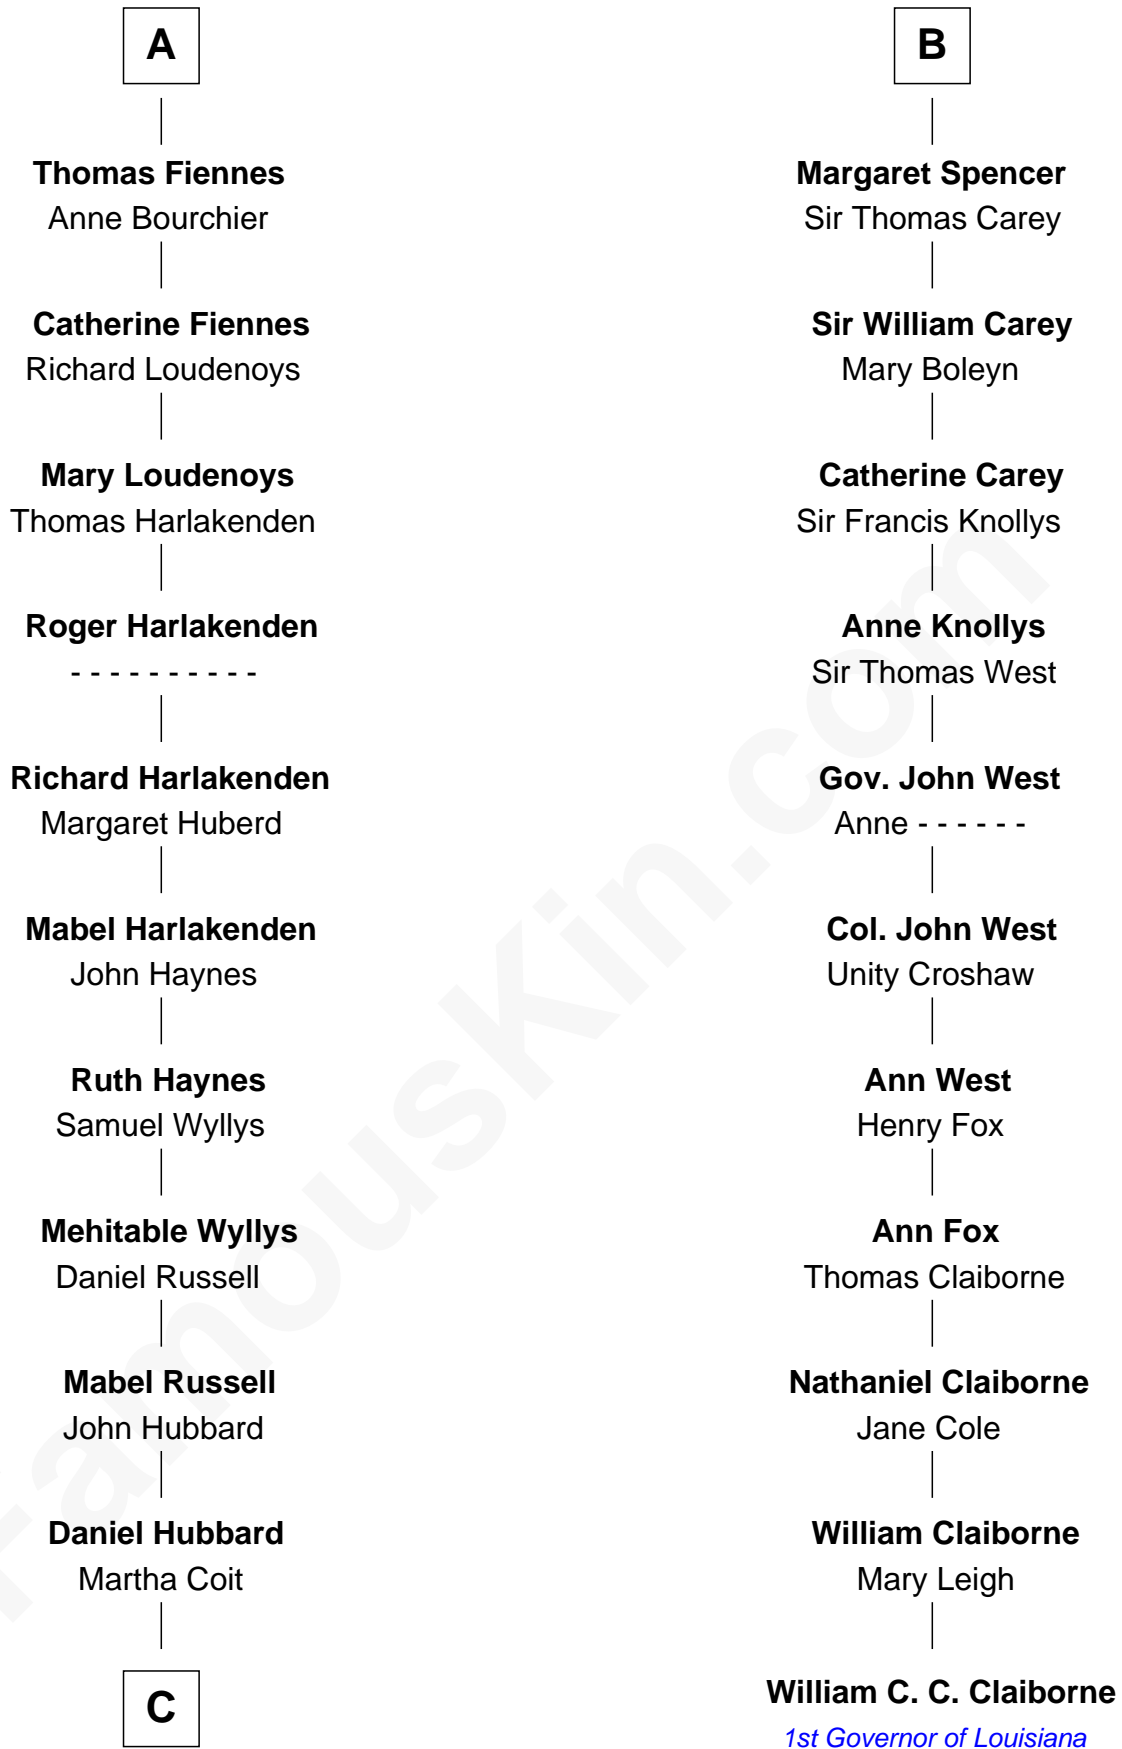 A
Thomas Fiennes
Anne Bourchier
Catherine Fiennes
Richard Loudenoys
Mary Loudenoys
Thomas Harlakenden
Roger Harlakenden
- - - - - - - - - -
Richard Harlakenden
Margaret Huberd
Mabel Harlakenden
John Haynes
Ruth Haynes
Samuel Wyllys
Mehitable Wyllys
Daniel Russell
Mabel Russell
John Hubbard
Daniel Hubbard
Martha Coit
C
B
Margaret Spencer
Sir Thomas Carey
Sir William Carey
Mary Boleyn
Catherine Carey
Sir Francis Knollys
Anne Knollys
Sir Thomas West
Gov. John West
Anne - - - - - -
Col. John West
Unity Croshaw
Ann West
Henry Fox
Ann Fox
Thomas Claiborne
Nathaniel Claiborne
Jane Cole
William Claiborne
Mary Leigh
William C. C. Claiborne
1st Governor of Louisiana
FamousKin.com